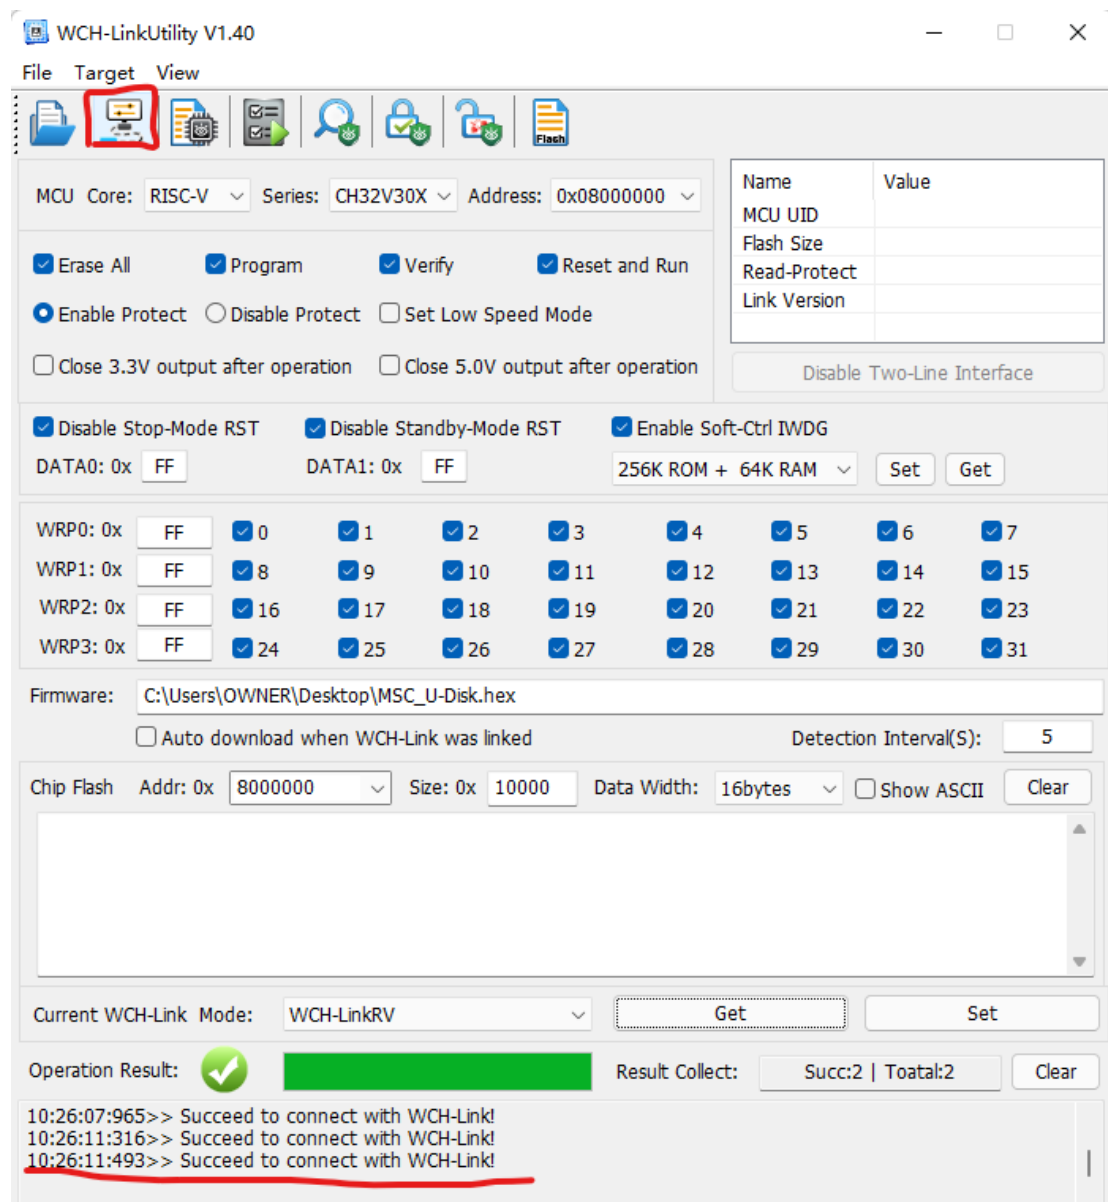 WCH-LinkUtility V1.40
File Target View
Flash
MCU Core: RISC-V Series: CH32V30X Address: 0x08000000
Name Value
MCU UID
Flash Size
Read-Protect
Link Version
Erase All Program Verify Reset and Run
Enable Protect Disable Protect Set Low Speed Mode
Close 3.3V output after operation Close 5.0V output after operation
Disable Two-Line Interface
Disable Stop-Mode RST Disable Standby-Mode RST Enable Soft-Ctrl IWDG
DATA0: 0x FF DATA1: 0x FF 256K ROM + 64K RAM Set Get
WRP0: 0x FF 0 1 2 3 4 5 6 7
WRP1: 0x FF 8 9 10 11 12 13 14 15
WRP2: 0x FF 16 17 18 19 20 21 22 23
WRP3: 0x FF 24 25 26 27 28 29 30 31
Firmware: C:\Users\OWNER\Desktop\MSC_U-Disk.hex
Auto download when WCH-Link was linked Detection Interval(S): 5
Chip Flash Addr: 0x 8000000 Size: 0x 10000 Data Width: 16bytes Show ASCII Clear
Current WCH-Link Mode: WCH-LinkRV Get Set
Operation Result: Result Collect: Succ:2 | Toatal:2 Clear
10:26:07:965>> Succeed to connect with WCH-Link!
10:26:11:316>> Succeed to connect with WCH-Link!
10:26:11:493>> Succeed to connect with WCH-Link!